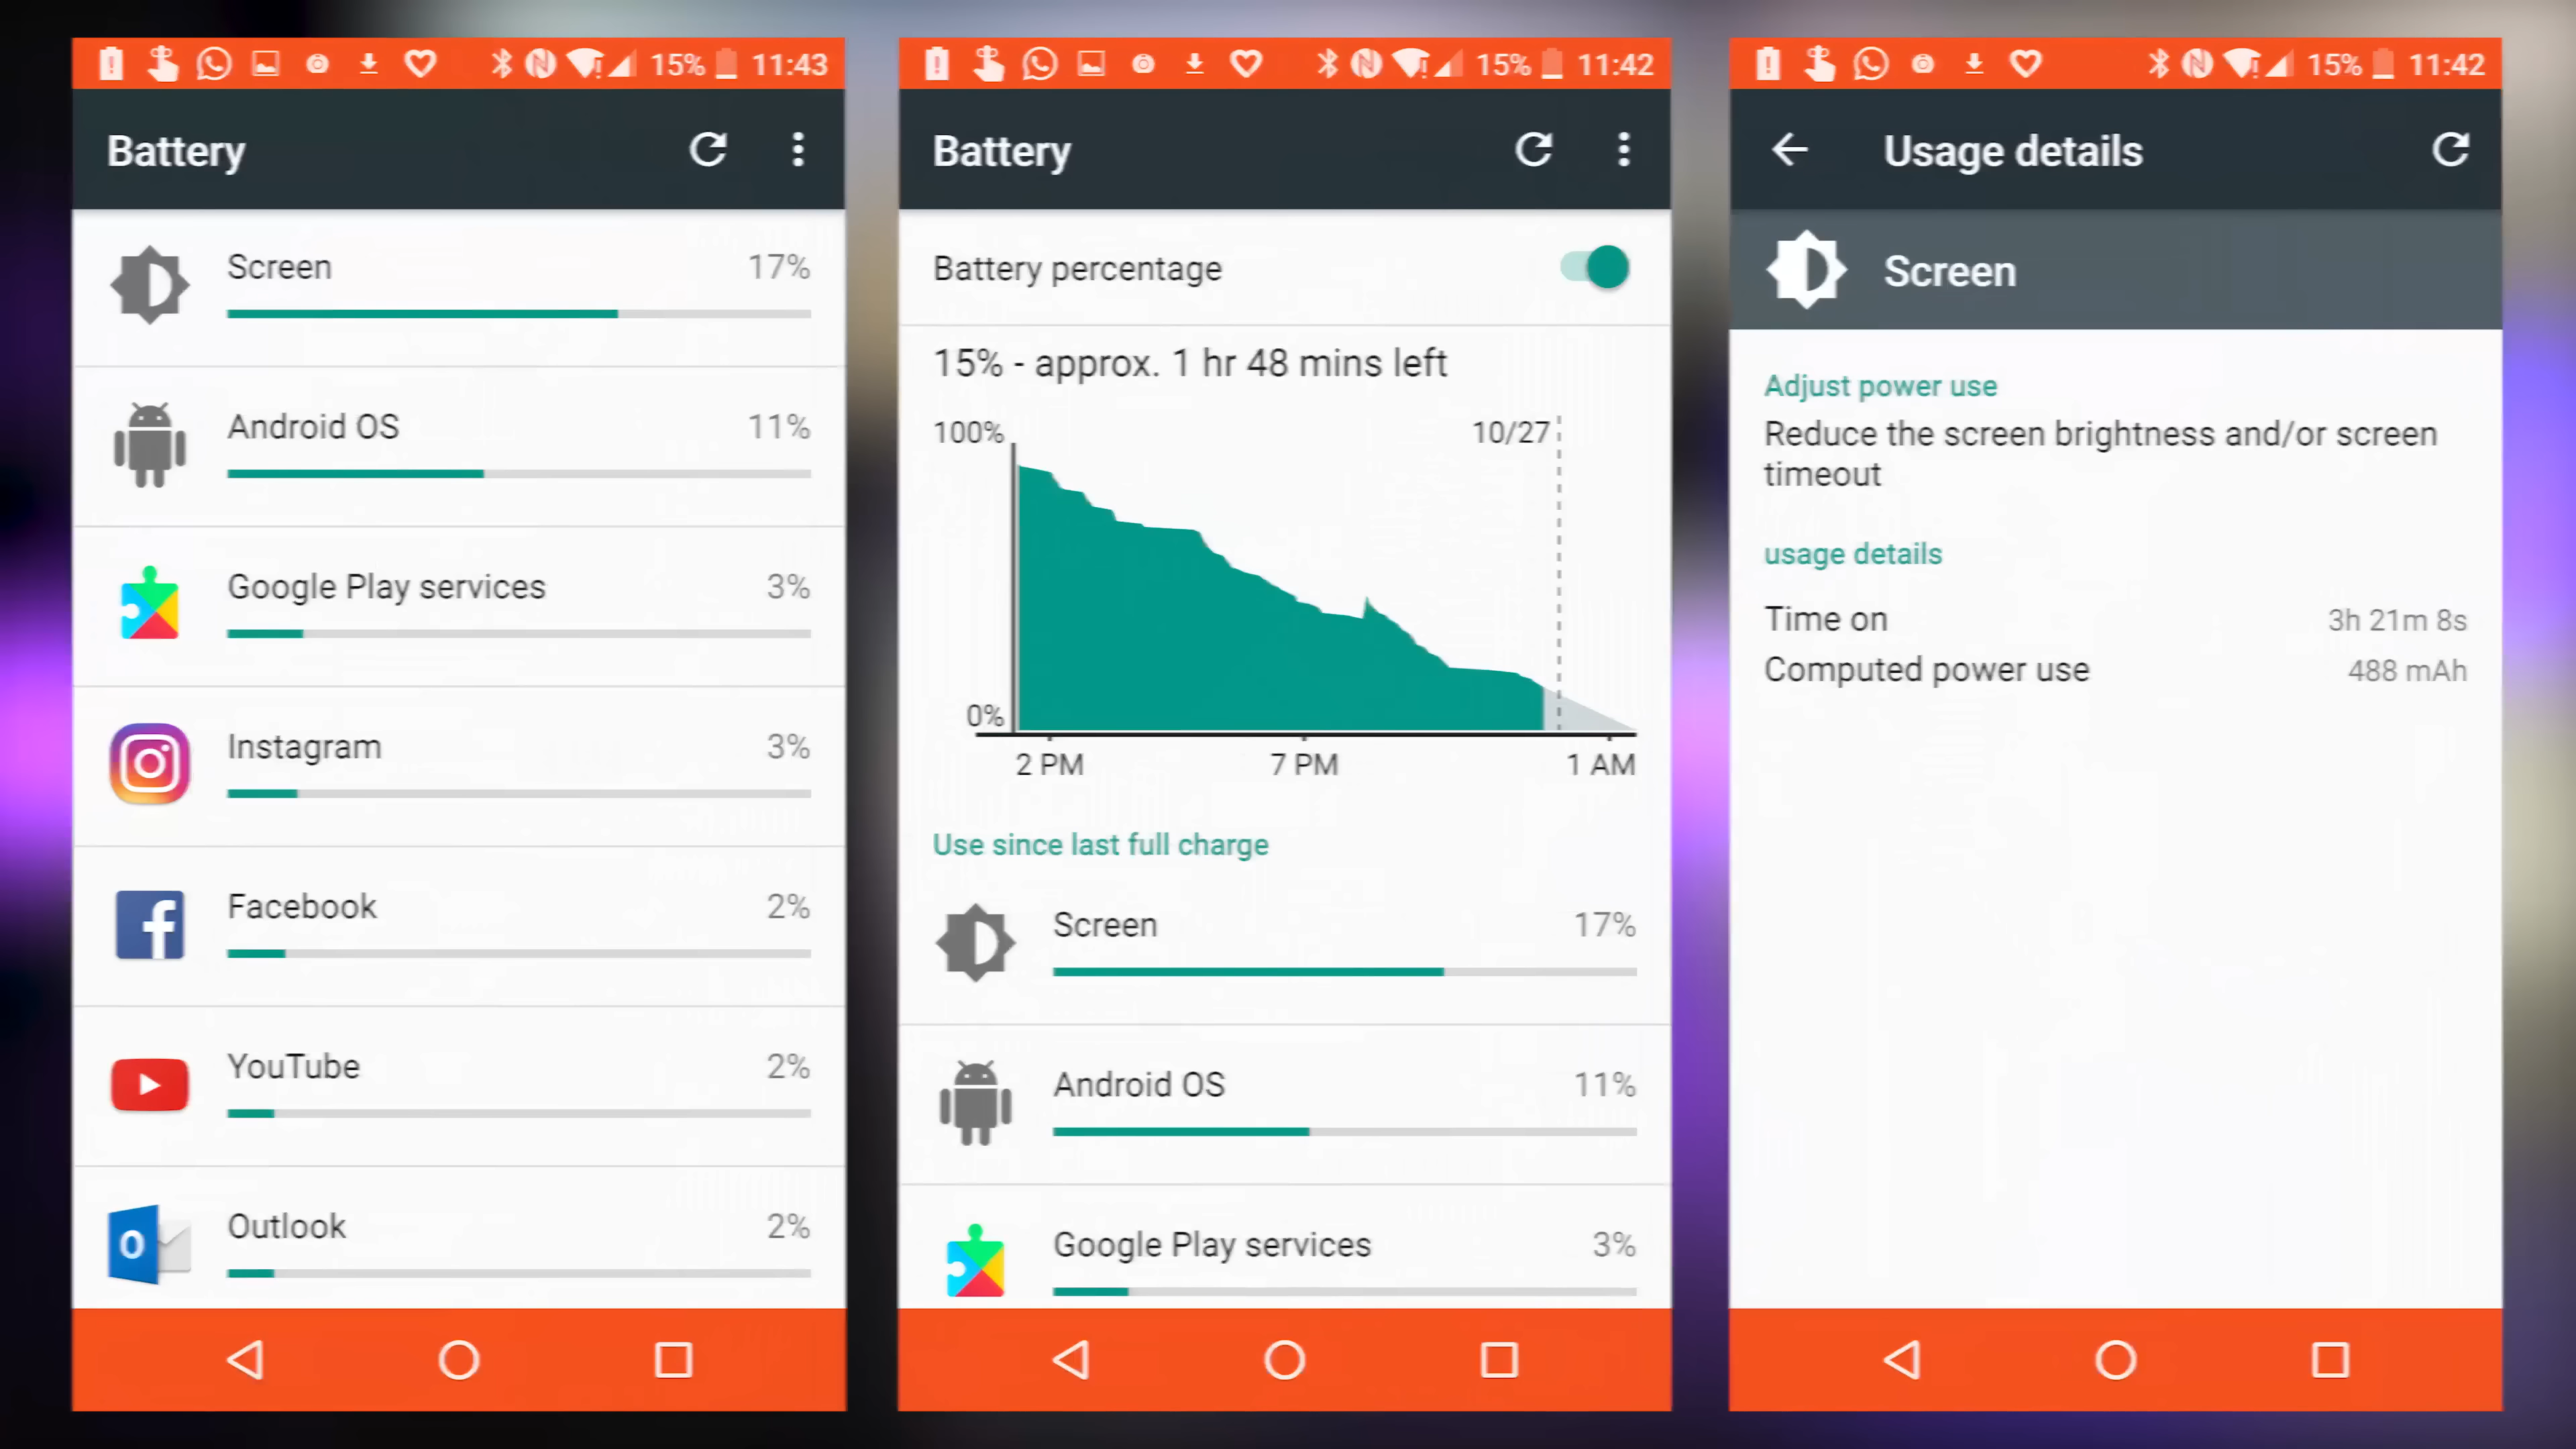 15% 11:43
Battery
Screen 17%
Android OS 11%
Google Play services 3%
Instagram 3%
Facebook 2%
YouTube 2%
Outlook 2%
15% 11:42
Battery
Battery percentage
15% - approx. 1 hr 48 mins left
100% 10/27
0%
2 PM 7 PM 1 AM
Use since last full charge
Screen 17%
Android OS 11%
Google Play services 3%
15% 11:42
Usage details
Screen
Adjust power use
Reduce the screen brightness and/or screen
timeout
usage details
Time on 3h 21m 8s
Computed power use 488 mAh